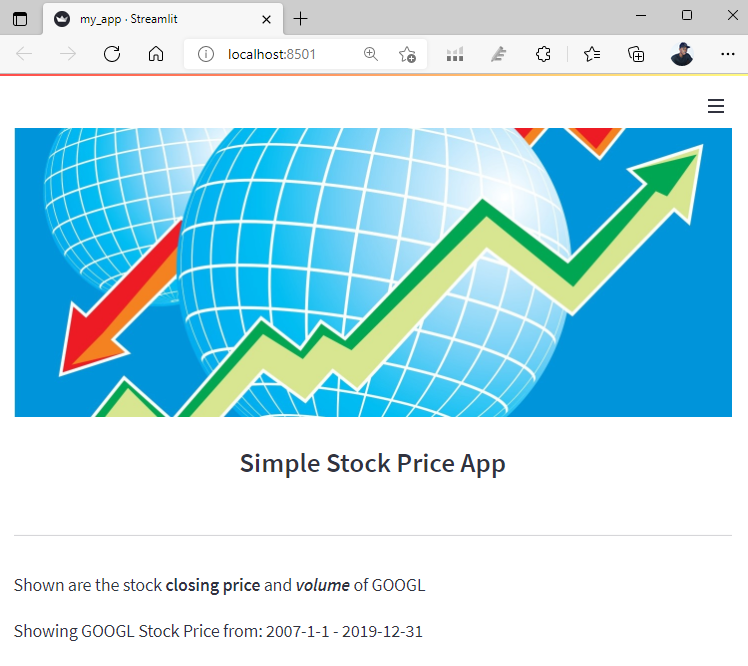 my_app · Streamlit
localhost:8501
Simple Stock Price App
Shown are the stock closing price and volume of GOOGL
Showing GOOGL Stock Price from: 2007-1-1 - 2019-12-31